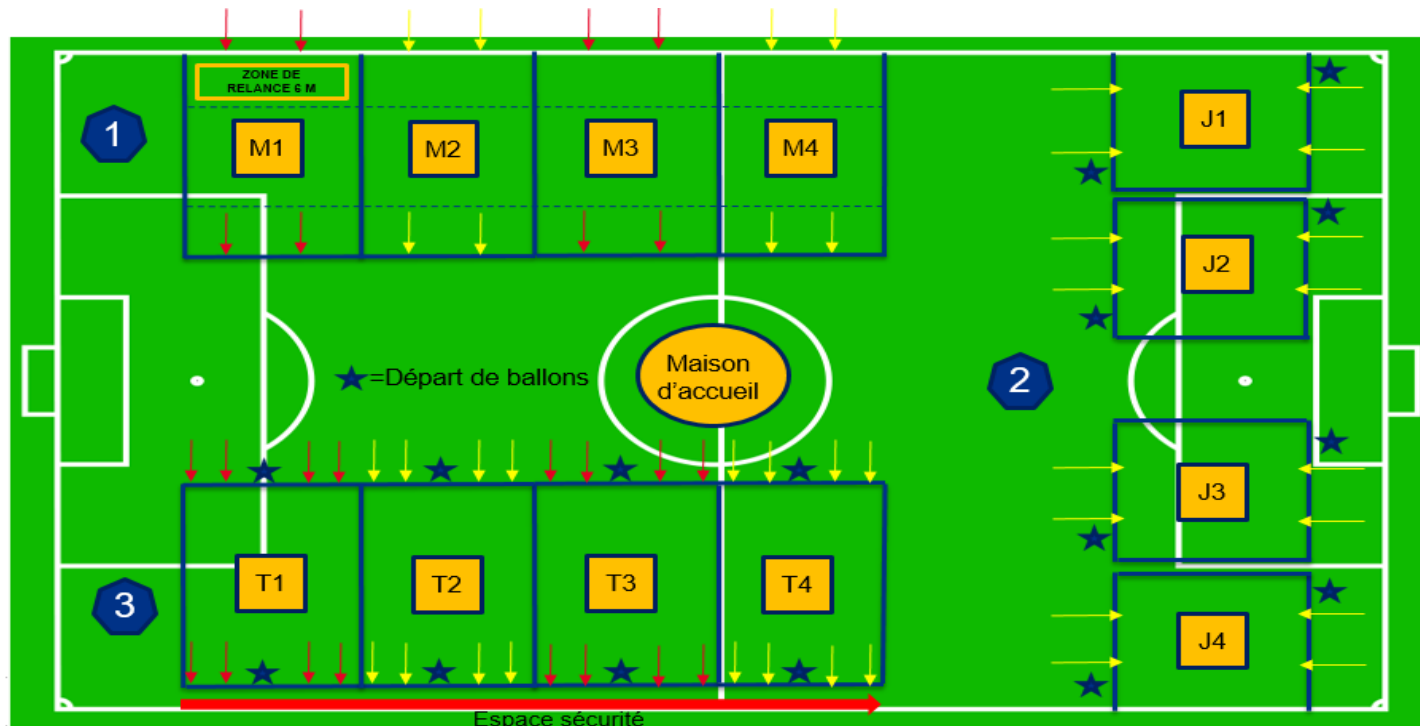 ZONE DE
RELANCE 6 M
1
M1
M2
M3
M4
J1
J2
★=Départ de ballons
Maison
d'accueil
2
J3
3
T1
T2
T3
T4
J4
Espace sécurité